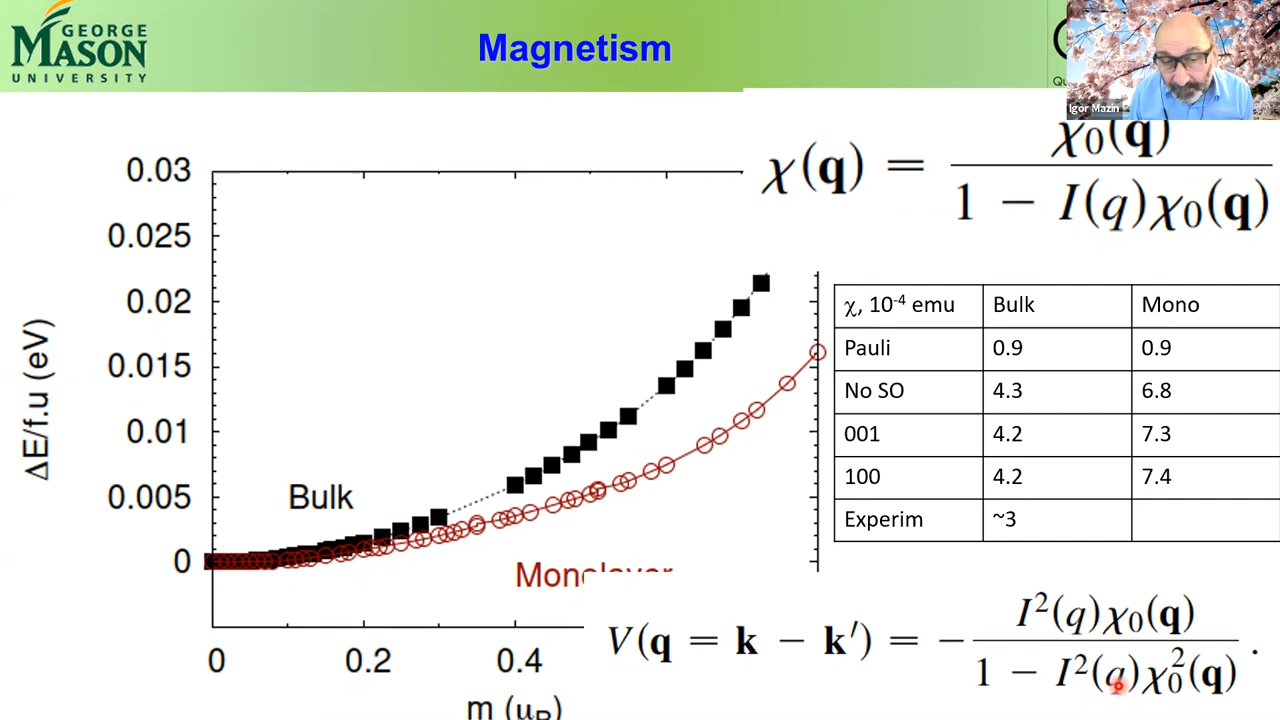 GEORGE
MASON
UNIVERSITY
Magnetism
Igor Mazin
χ(q) = χ₀(q) / 1 − I(q)χ₀(q)
0.03
0.025
0.02
0.015
0.01
0.005
0
ΔE/f.u (eV)
Bulk
Monolayer
0 0.2 0.4
m (μB)
χ, 10⁻⁴ emu Bulk Mono
Pauli 0.9 0.9
No SO 4.3 6.8
001 4.2 7.3
100 4.2 7.4
Experim ~3
V(q = k − k′) = − I²(q)χ₀(q) / 1 − I²(q)χ₀²(q) .